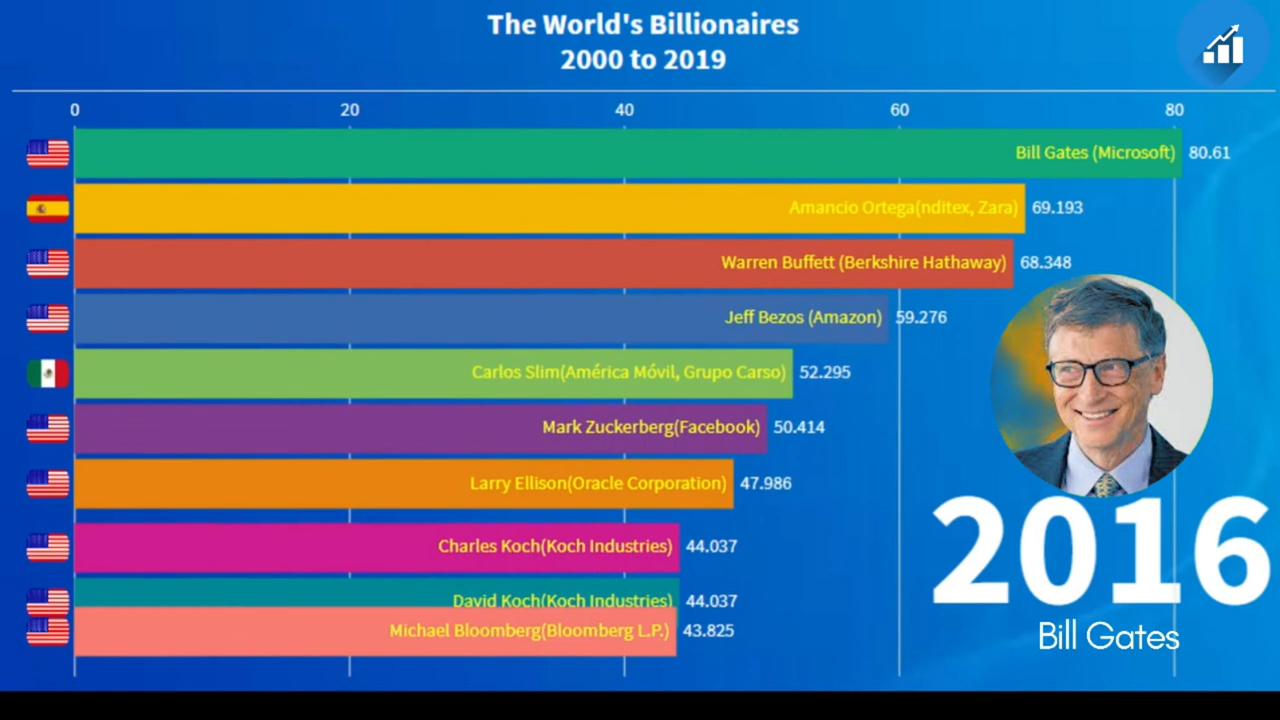 The World's Billionaires
2000 to 2019
0 20 40 60 80
Bill Gates (Microsoft) 80.61
Amancio Ortega(nditex, Zara) 69.193
Warren Buffett (Berkshire Hathaway) 68.348
Jeff Bezos (Amazon) 59.276
Carlos Slim(América Móvil, Grupo Carso) 52.295
Mark Zuckerberg(Facebook) 50.414
Larry Ellison(Oracle Corporation) 47.986
Charles Koch(Koch Industries) 44.037
David Koch(Koch Industries) 44.037
Michael Bloomberg(Bloomberg L.P.) 43.825
2016
Bill Gates